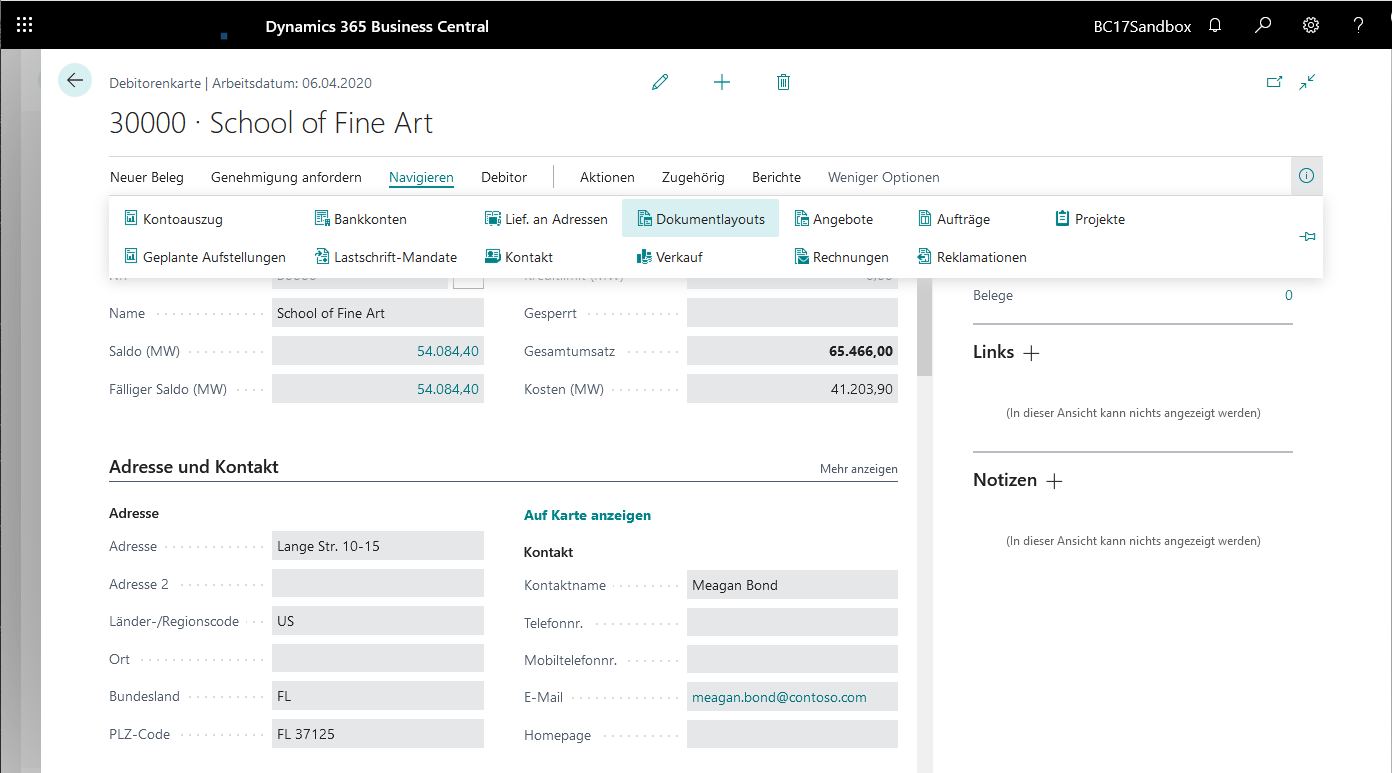 Dynamics 365 Business Central
BC17Sandbox
Debitorenkarte | Arbeitsdatum: 06.04.2020
30000 · School of Fine Art
Neuer Beleg Genehmigung anfordern Navigieren Debitor Aktionen Zugehörig Berichte Weniger Optionen
Kontoauszug Bankkonten Lief. an Adressen Dokumentlayouts Angebote Aufträge Projekte
Geplante Aufstellungen Lastschrift-Mandate Kontakt Verkauf Rechnungen Reklamationen
Belege 0
Name School of Fine Art Gesperrt
Saldo (MW) 54.084,40 Gesamtumsatz 65.466,00
Fälliger Saldo (MW) 54.084,40 Kosten (MW) 41.203,90
Links
(In dieser Ansicht kann nichts angezeigt werden)
Notizen
(In dieser Ansicht kann nichts angezeigt werden)
Adresse und Kontakt Mehr anzeigen
Adresse
Adresse Lange Str. 10-15
Adresse 2
Länder-/Regionscode US
Ort
Bundesland FL
PLZ-Code FL 37125
Auf Karte anzeigen
Kontakt
Kontaktname Meagan Bond
Telefonnr.
Mobiltelefonnr.
E-Mail meagan.bond@contoso.com
Homepage